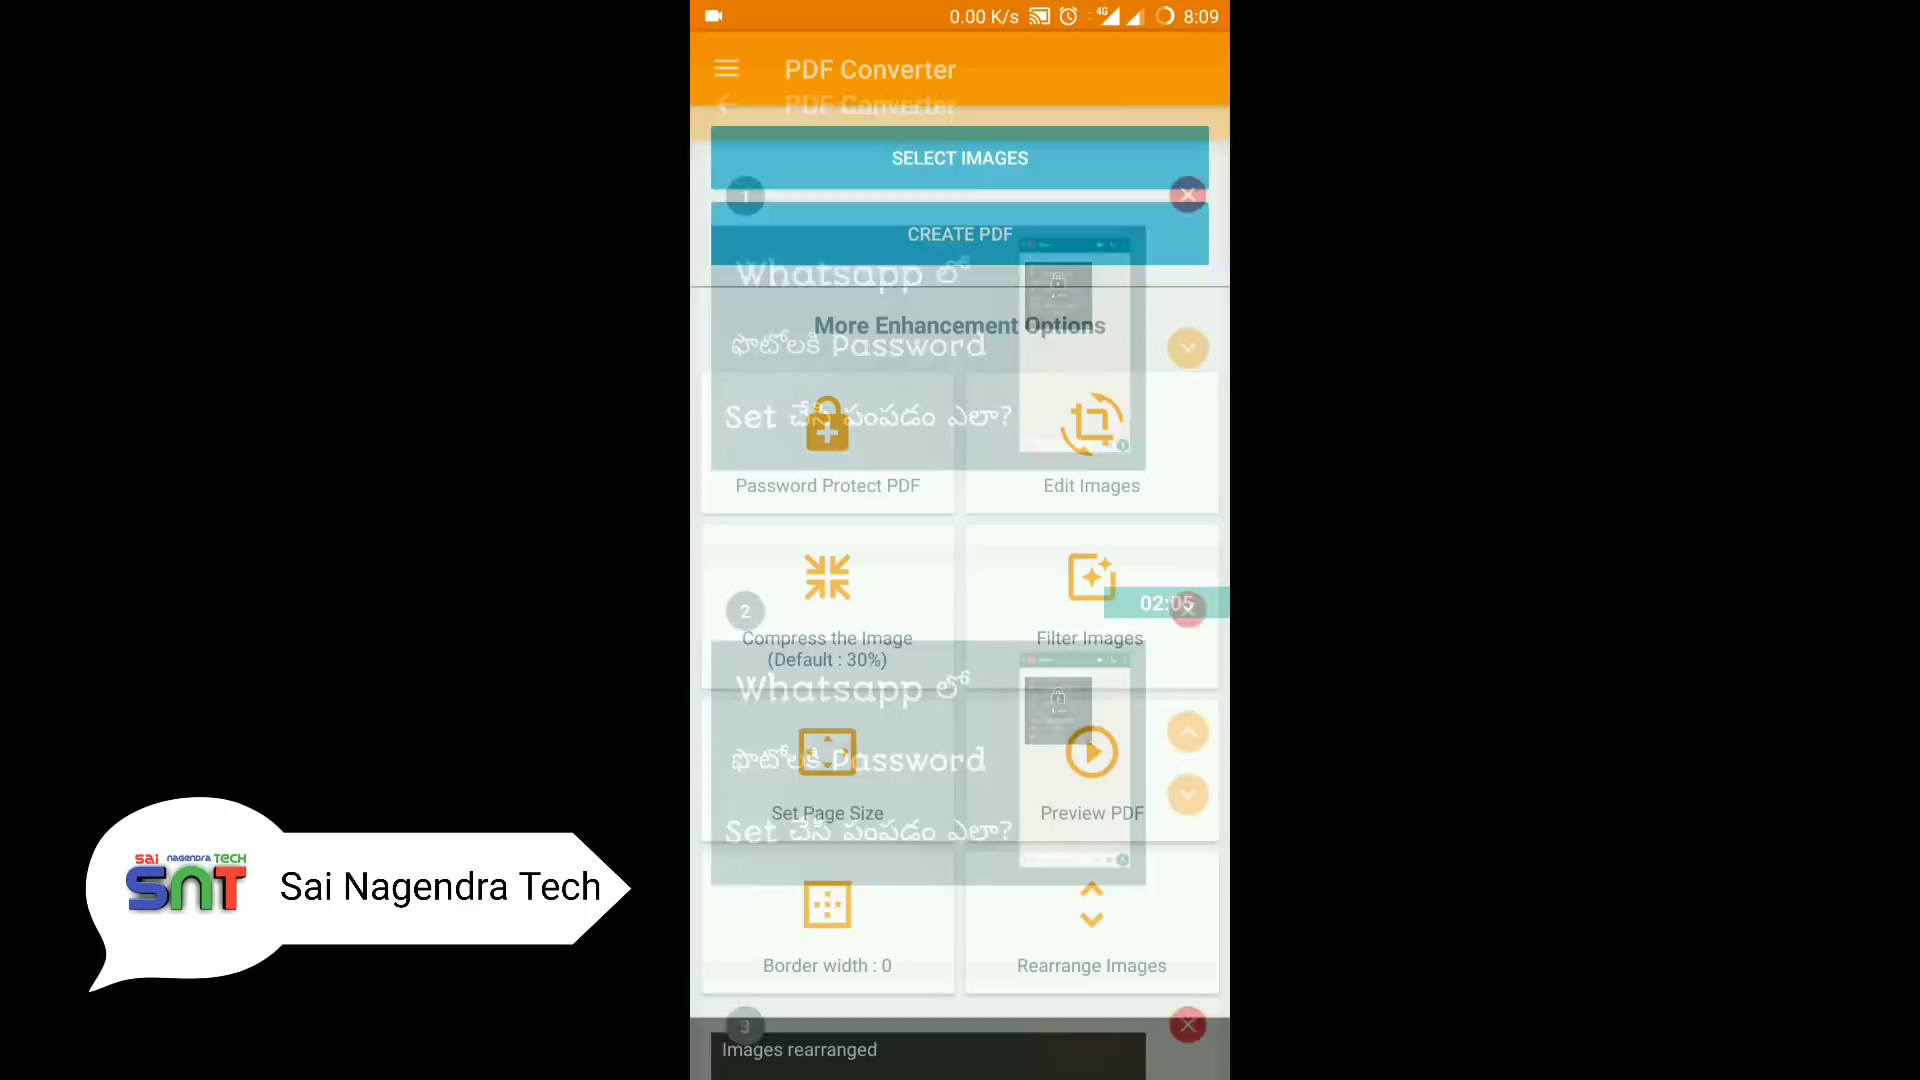 0.00 K/s 4G 8:09
PDF Converter
PDF Converter
SELECT IMAGES
1
CREATE PDF
Whatsapp లో
More Enhancement Options
ఫొటోలకి Password
Set చేసి పంపడం ఎలా?
Password Protect PDF
Edit Images
02:05
2
Compress the Image
(Default : 30%)
Filter Images
Whatsapp లో
ఫొటోలకి Password
Set Page Size
Preview PDF
Set చేసి పంపడం ఎలా?
Border width : 0
Rearrange Images
3
Images rearranged
sai nagendra TECH
SNT
Sai Nagendra Tech